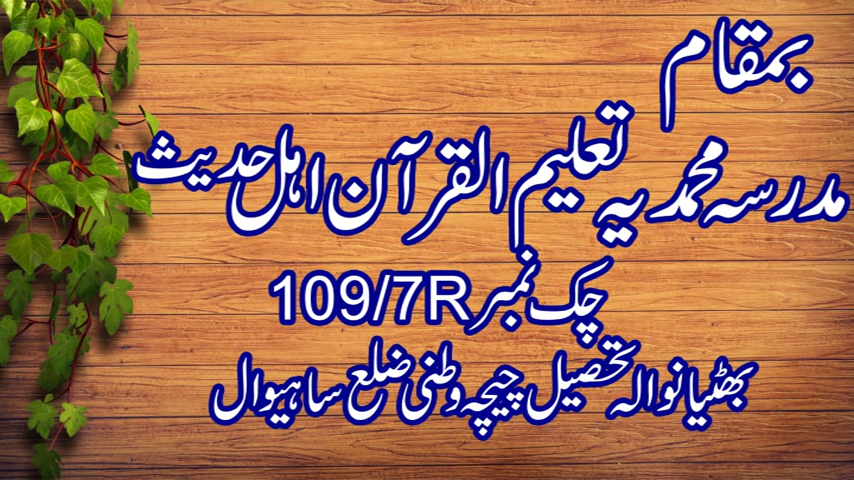 بمقام
مدرسہ محمدیہ تعلیم القرآن اہل حدیث
چک نمبر 109/7R
بھٹیانوالہ تحصیل چیچہ وطنی ضلع ساہیوال